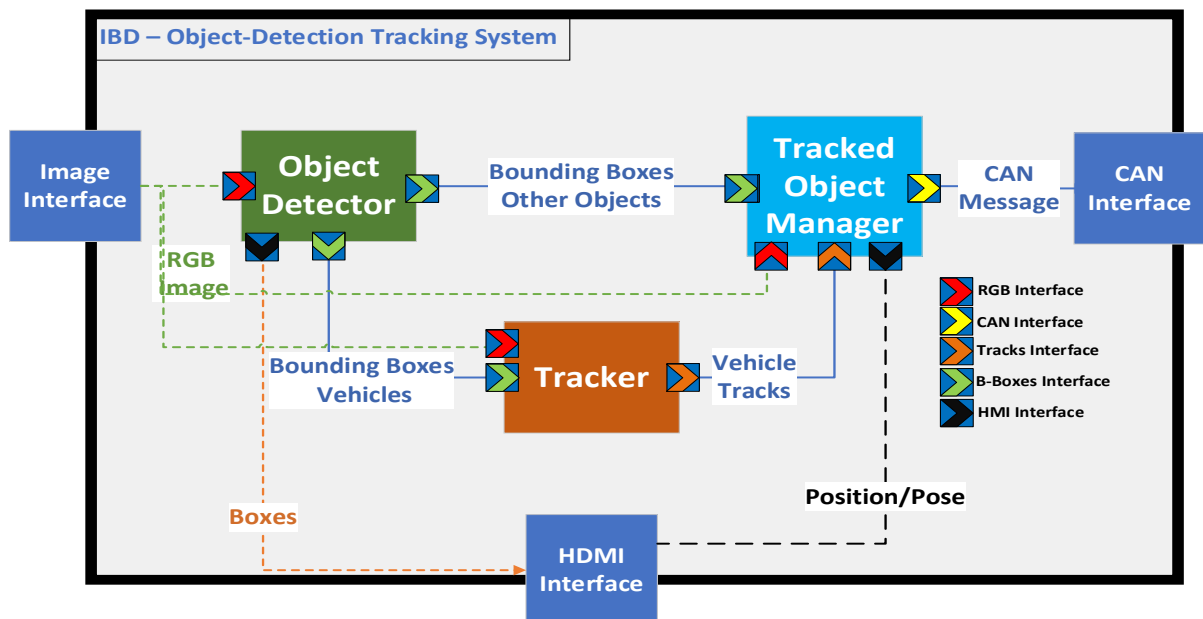 IBD – Object-Detection Tracking System
Image
Interface
Object
Detector
Bounding Boxes
Other Objects
Tracked
Object
Manager
CAN
Message
CAN
Interface
RGB
Image
Bounding Boxes
Vehicles
Tracker
Vehicle
Tracks
RGB Interface
CAN Interface
Tracks Interface
B-Boxes Interface
HMI Interface
Boxes
Position/Pose
HDMI
Interface